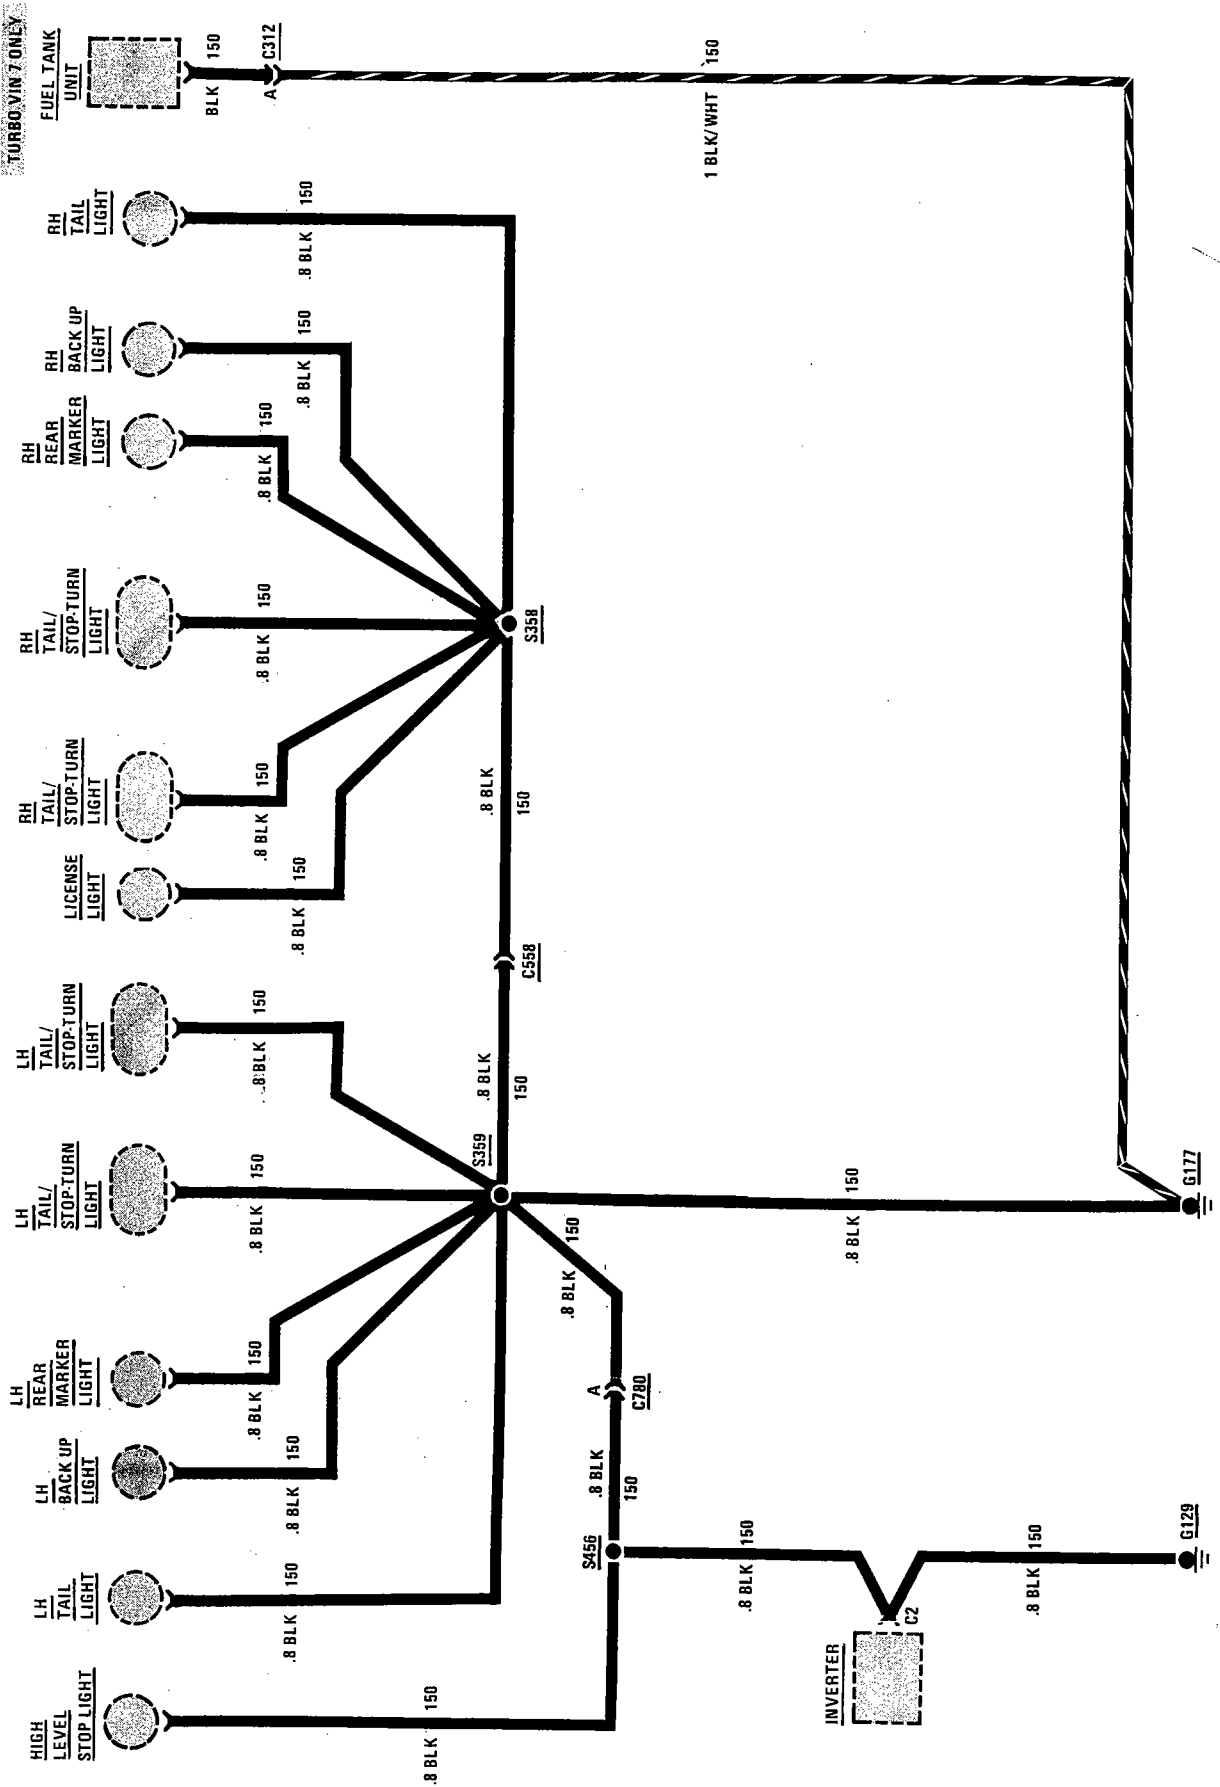 TURBO VIN 7 ONLY
FUEL TANK
UNIT
150
BLK
C312
A
150
1 BLK/WHT
RH
TAIL
LIGHT
150
.8 BLK
RH
BACK UP
LIGHT
150
.8 BLK
RH
REAR
MARKER
LIGHT
150
.8 BLK
RH
TAIL/
STOP-TURN
LIGHT
150
.8 BLK
S358
RH
TAIL/
STOP-TURN
LIGHT
150
.8 BLK
.8 BLK
150
LICENSE
LIGHT
150
.8 BLK
C558
LH
TAIL/
STOP-TURN
LIGHT
150
.8 BLK
.8 BLK
150
S359
LH
TAIL/
STOP-TURN
LIGHT
150
.8 BLK
150
.8 BLK
150
.8 BLK
G177
LH
REAR
MARKER
LIGHT
150
.8 BLK
A
C780
LH
BACK UP
LIGHT
150
.8 BLK
.8 BLK
150
S456
LH
TAIL
LIGHT
150
.8 BLK
150
.8 BLK
150
.8 BLK
G129
C2
INVERTER
HIGH
LEVEL
STOP LIGHT
150
.8 BLK